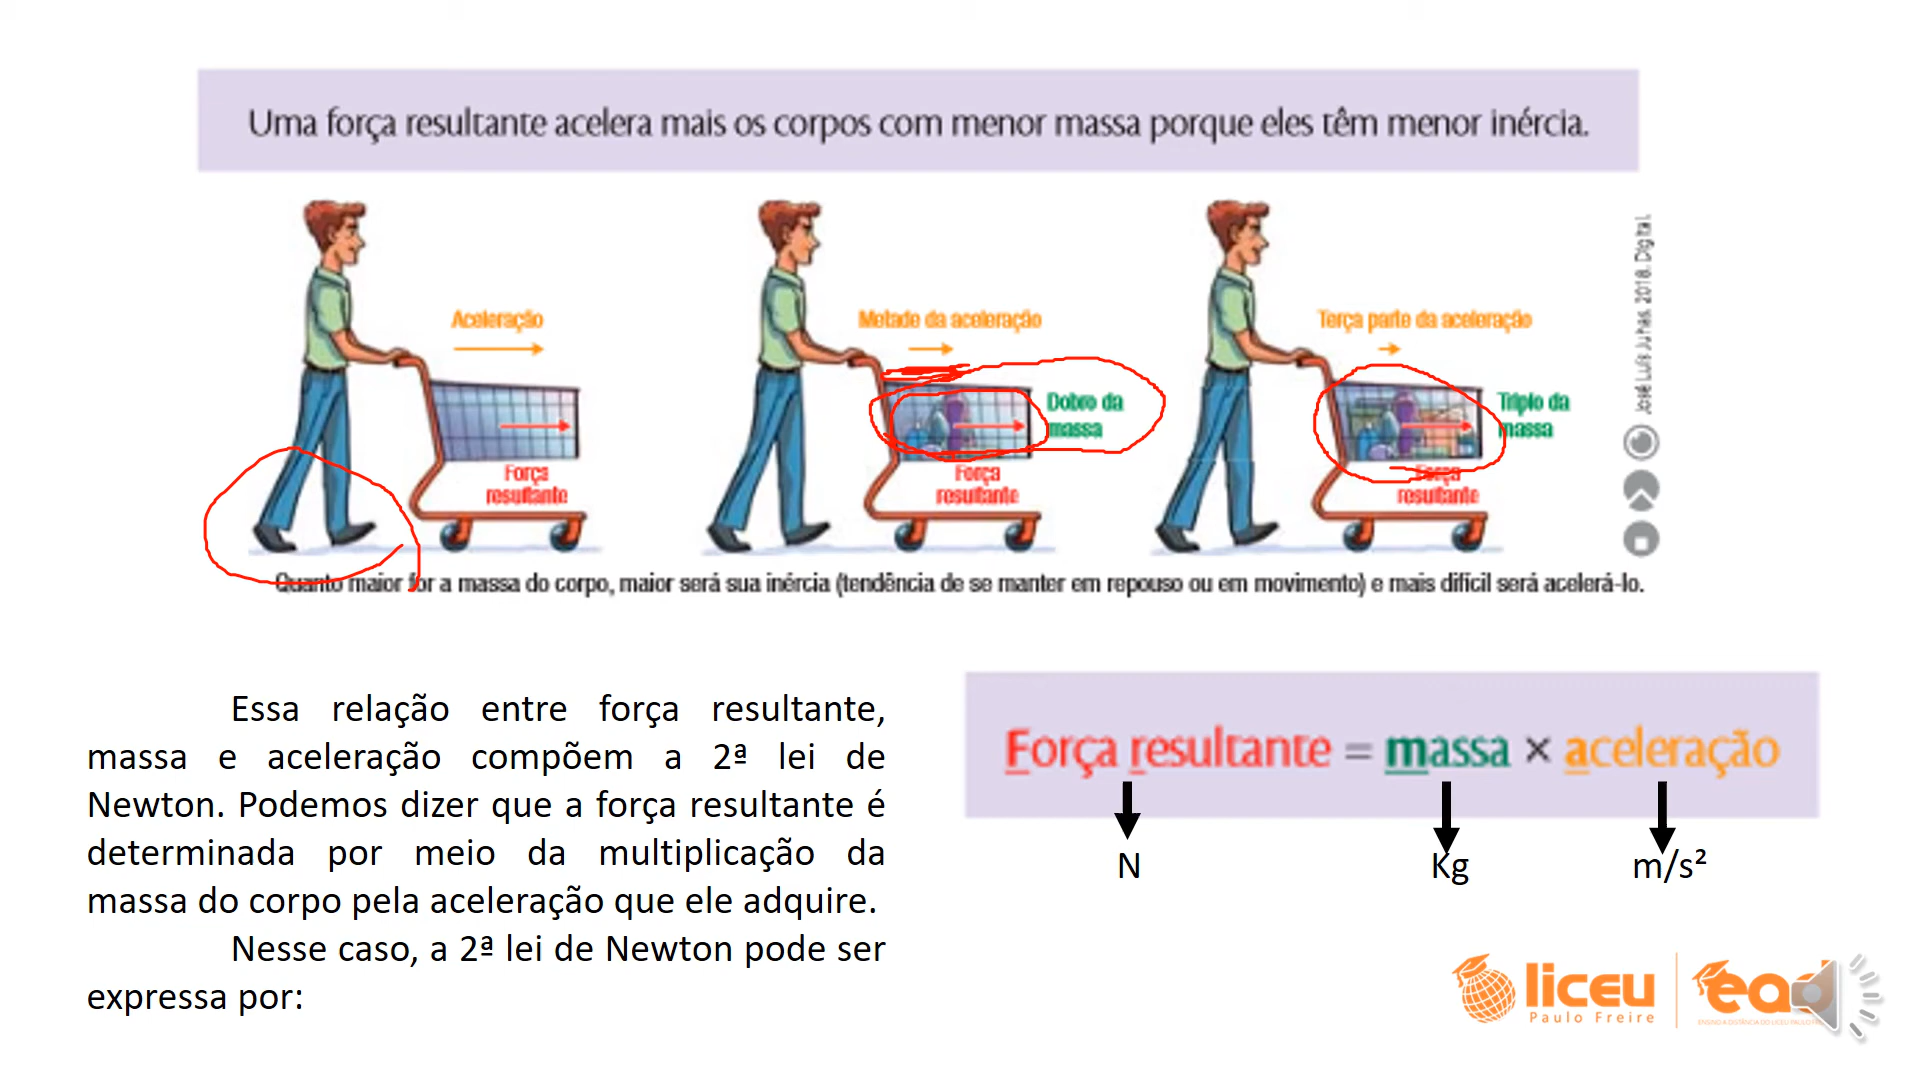 Uma força resultante acelera mais os corpos com menor massa porque eles têm menor inércia.
Aceleração
Força
resultante
Metade da aceleração
Dobro da
massa
Força
resultante
Terça parte da aceleração
Triplo da
massa
Força
resultante
José Luís Juhas. 2018. Digital.
Quanto maior for a massa do corpo, maior será sua inércia (tendência de se manter em repouso ou em movimento) e mais difícil será acelerá-lo.
Essa relação entre força resultante,
massa e aceleração compõem a 2ª lei de
Newton. Podemos dizer que a força resultante é
determinada por meio da multiplicação da
massa do corpo pela aceleração que ele adquire.
Nesse caso, a 2ª lei de Newton pode ser
expressa por:
Força resultante = massa × aceleração
N Kg m/s²
liceu
Paulo Freire
ead